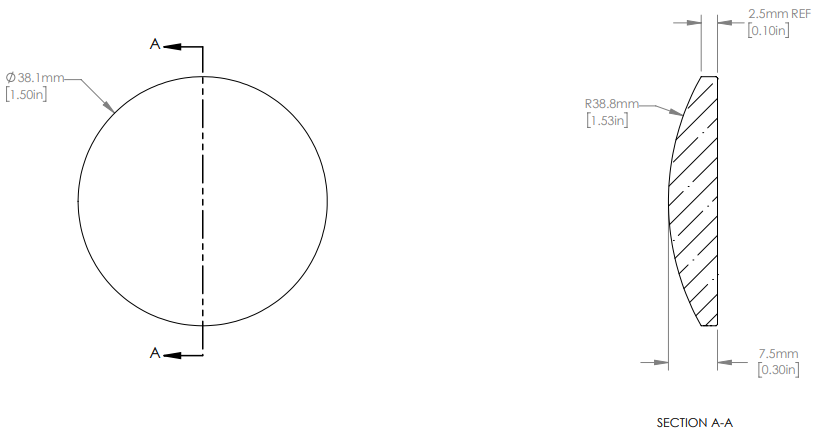 A
Ø38.1mm
[1.50in]
A
2.5mm REF
[0.10in]
R38.8mm
[1.53in]
7.5mm
[0.30in]
SECTION A-A